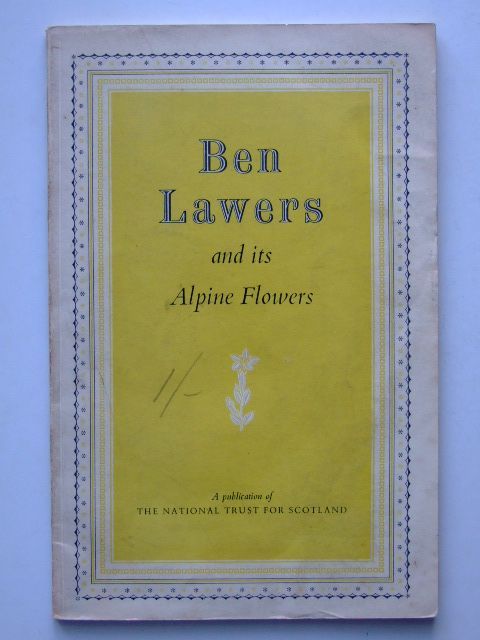 Ben
Lawers
and its
Alpine Flowers
1/-
A publication of
THE NATIONAL TRUST FOR SCOTLAND